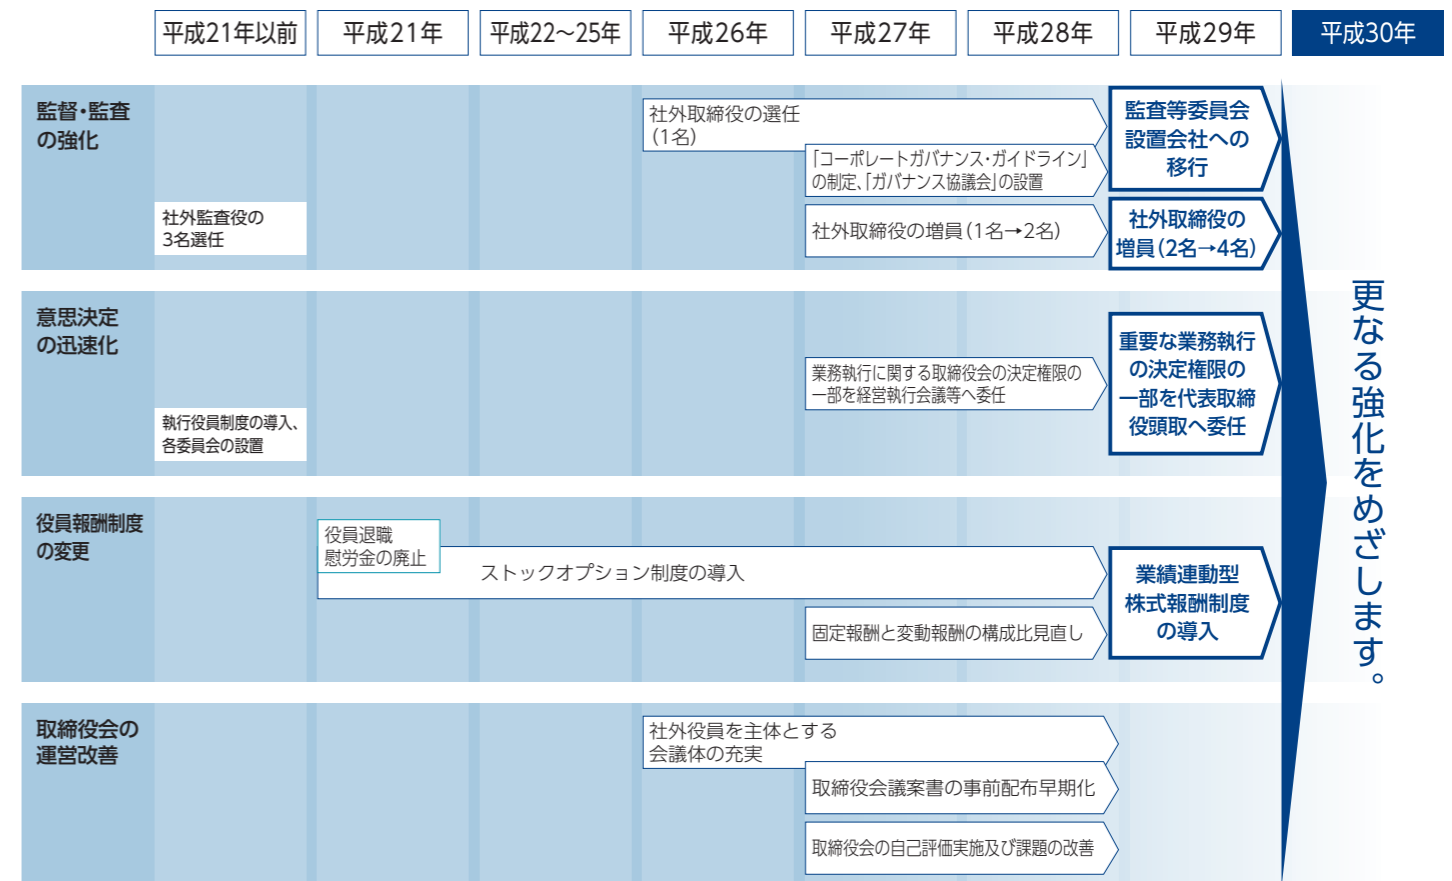 平成21年以前
平成21年
平成22～25年
平成26年
平成27年
平成28年
平成29年
平成30年
監督・監査
の強化
社外監査役の
3名選任
社外取締役の選任
(1名)
「コーポレートガバナンス・ガイドライン」
の制定、「ガバナンス協議会」の設置
社外取締役の増員(1名→2名)
監査等委員会
設置会社への
移行
社外取締役の
増員(2名→4名)
意思決定
の迅速化
執行役員制度の導入、
各委員会の設置
業務執行に関する取締役会の決定権限の
一部を経営執行会議等へ委任
重要な業務執行
の決定権限の
一部を代表取締
役頭取へ委任
役員報酬制度
の変更
役員退職
慰労金の廃止
ストックオプション制度の導入
固定報酬と変動報酬の構成比見直し
業績連動型
株式報酬制度
の導入
取締役会の
運営改善
社外役員を主体とする
会議体の充実
取締役会議案書の事前配布早期化
取締役会の自己評価実施及び課題の改善
更なる強化をめざします。